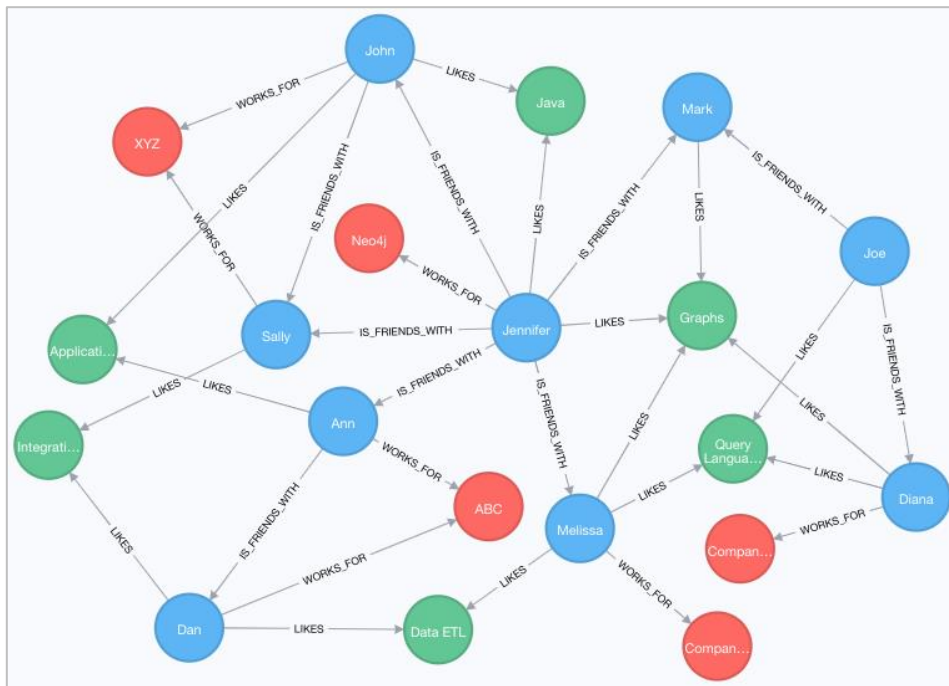 John
WORKS_FOR
LIKES
Java
Mark
XYZ
LIKES
IS_FRIENDS_WITH
IS_FRIENDS_WITH
LIKES
IS_FRIENDS_WITH
LIKES
IS_FRIENDS_WITH
WORKS_FOR
Neo4j
WORKS_FOR
Joe
Sally
IS_FRIENDS_WITH
Jennifer
LIKES
Graphs
Applicati...
LIKES
LIKES
IS_FRIENDS_WITH
IS_FRIENDS_WITH
LIKES
IS_FRIENDS_WITH
LIKES
Ann
LIKES
Integrati...
WORKS_FOR
Query
Langua...
LIKES
LIKES
Diana
IS_FRIENDS_WITH
ABC
Melissa
WORKS_FOR
Compan...
LIKES
WORKS_FOR
LIKES
WORKS_FOR
Dan
LIKES
Data ETL
Compan...